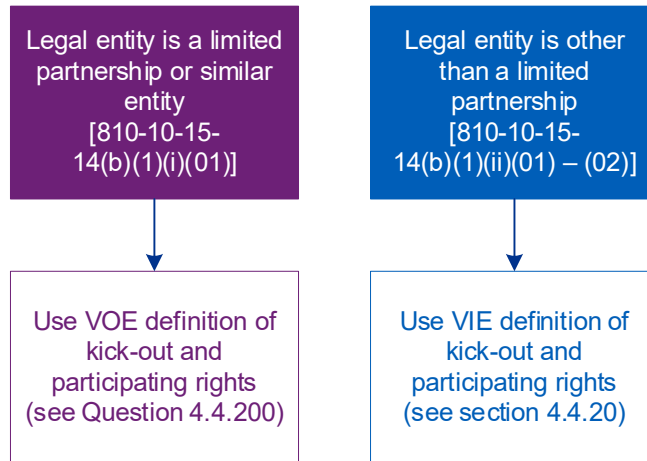 Legal entity is a limited
partnership or similar
entity
[810-10-15-
14(b)(1)(i)(01)]
Legal entity is other
than a limited
partnership
[810-10-15-
14(b)(1)(ii)(01) – (02)]
Use VOE definition of
kick-out and
participating rights
(see Question 4.4.200)
Use VIE definition of
kick-out and
participating rights
(see section 4.4.20)